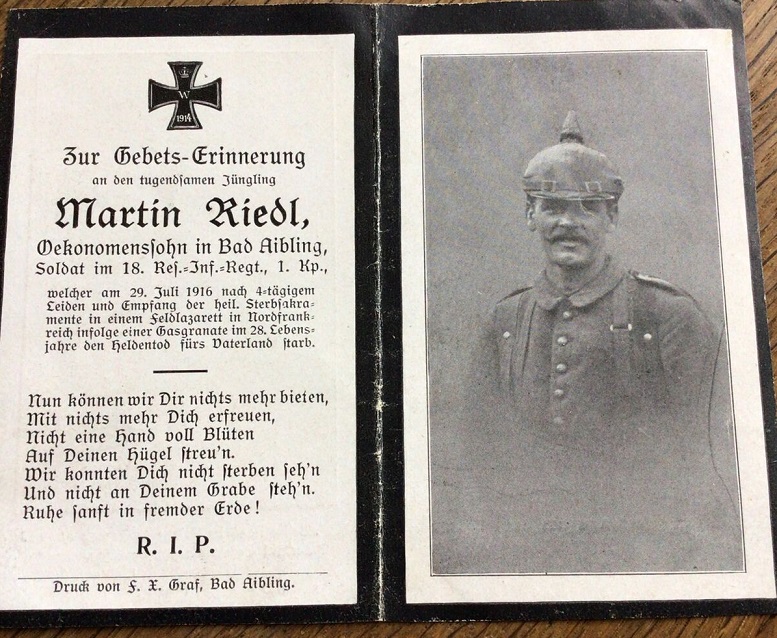 W
1914
Zur Gebets-Erinnerung
an den tugendsamen Jüngling
Martin Riedl,
Oekonomenssohn in Bad Aibling,
Soldat im 18. Res.-Inf.-Regt., 1. Kp.,
welcher am 29. Juli 1916 nach 4-tägigem
Leiden und Empfang der heil. Sterbsakra-
mente in einem Feldlazarett in Nordfrank-
reich infolge einer Gasgranate im 28. Lebens-
jahre den Heldentod fürs Vaterland starb.
Nun können wir Dir nichts mehr bieten,
Mit nichts mehr Dich erfreuen,
Nicht eine Hand voll Blüten
Auf Deinen Hügel streu'n.
Wir konnten Dich nicht sterben seh'n
Und nicht an Deinem Grabe steh'n.
Ruhe sanft in fremder Erde!
R. I. P.
Druck von F. X. Graf, Bad Aibling.